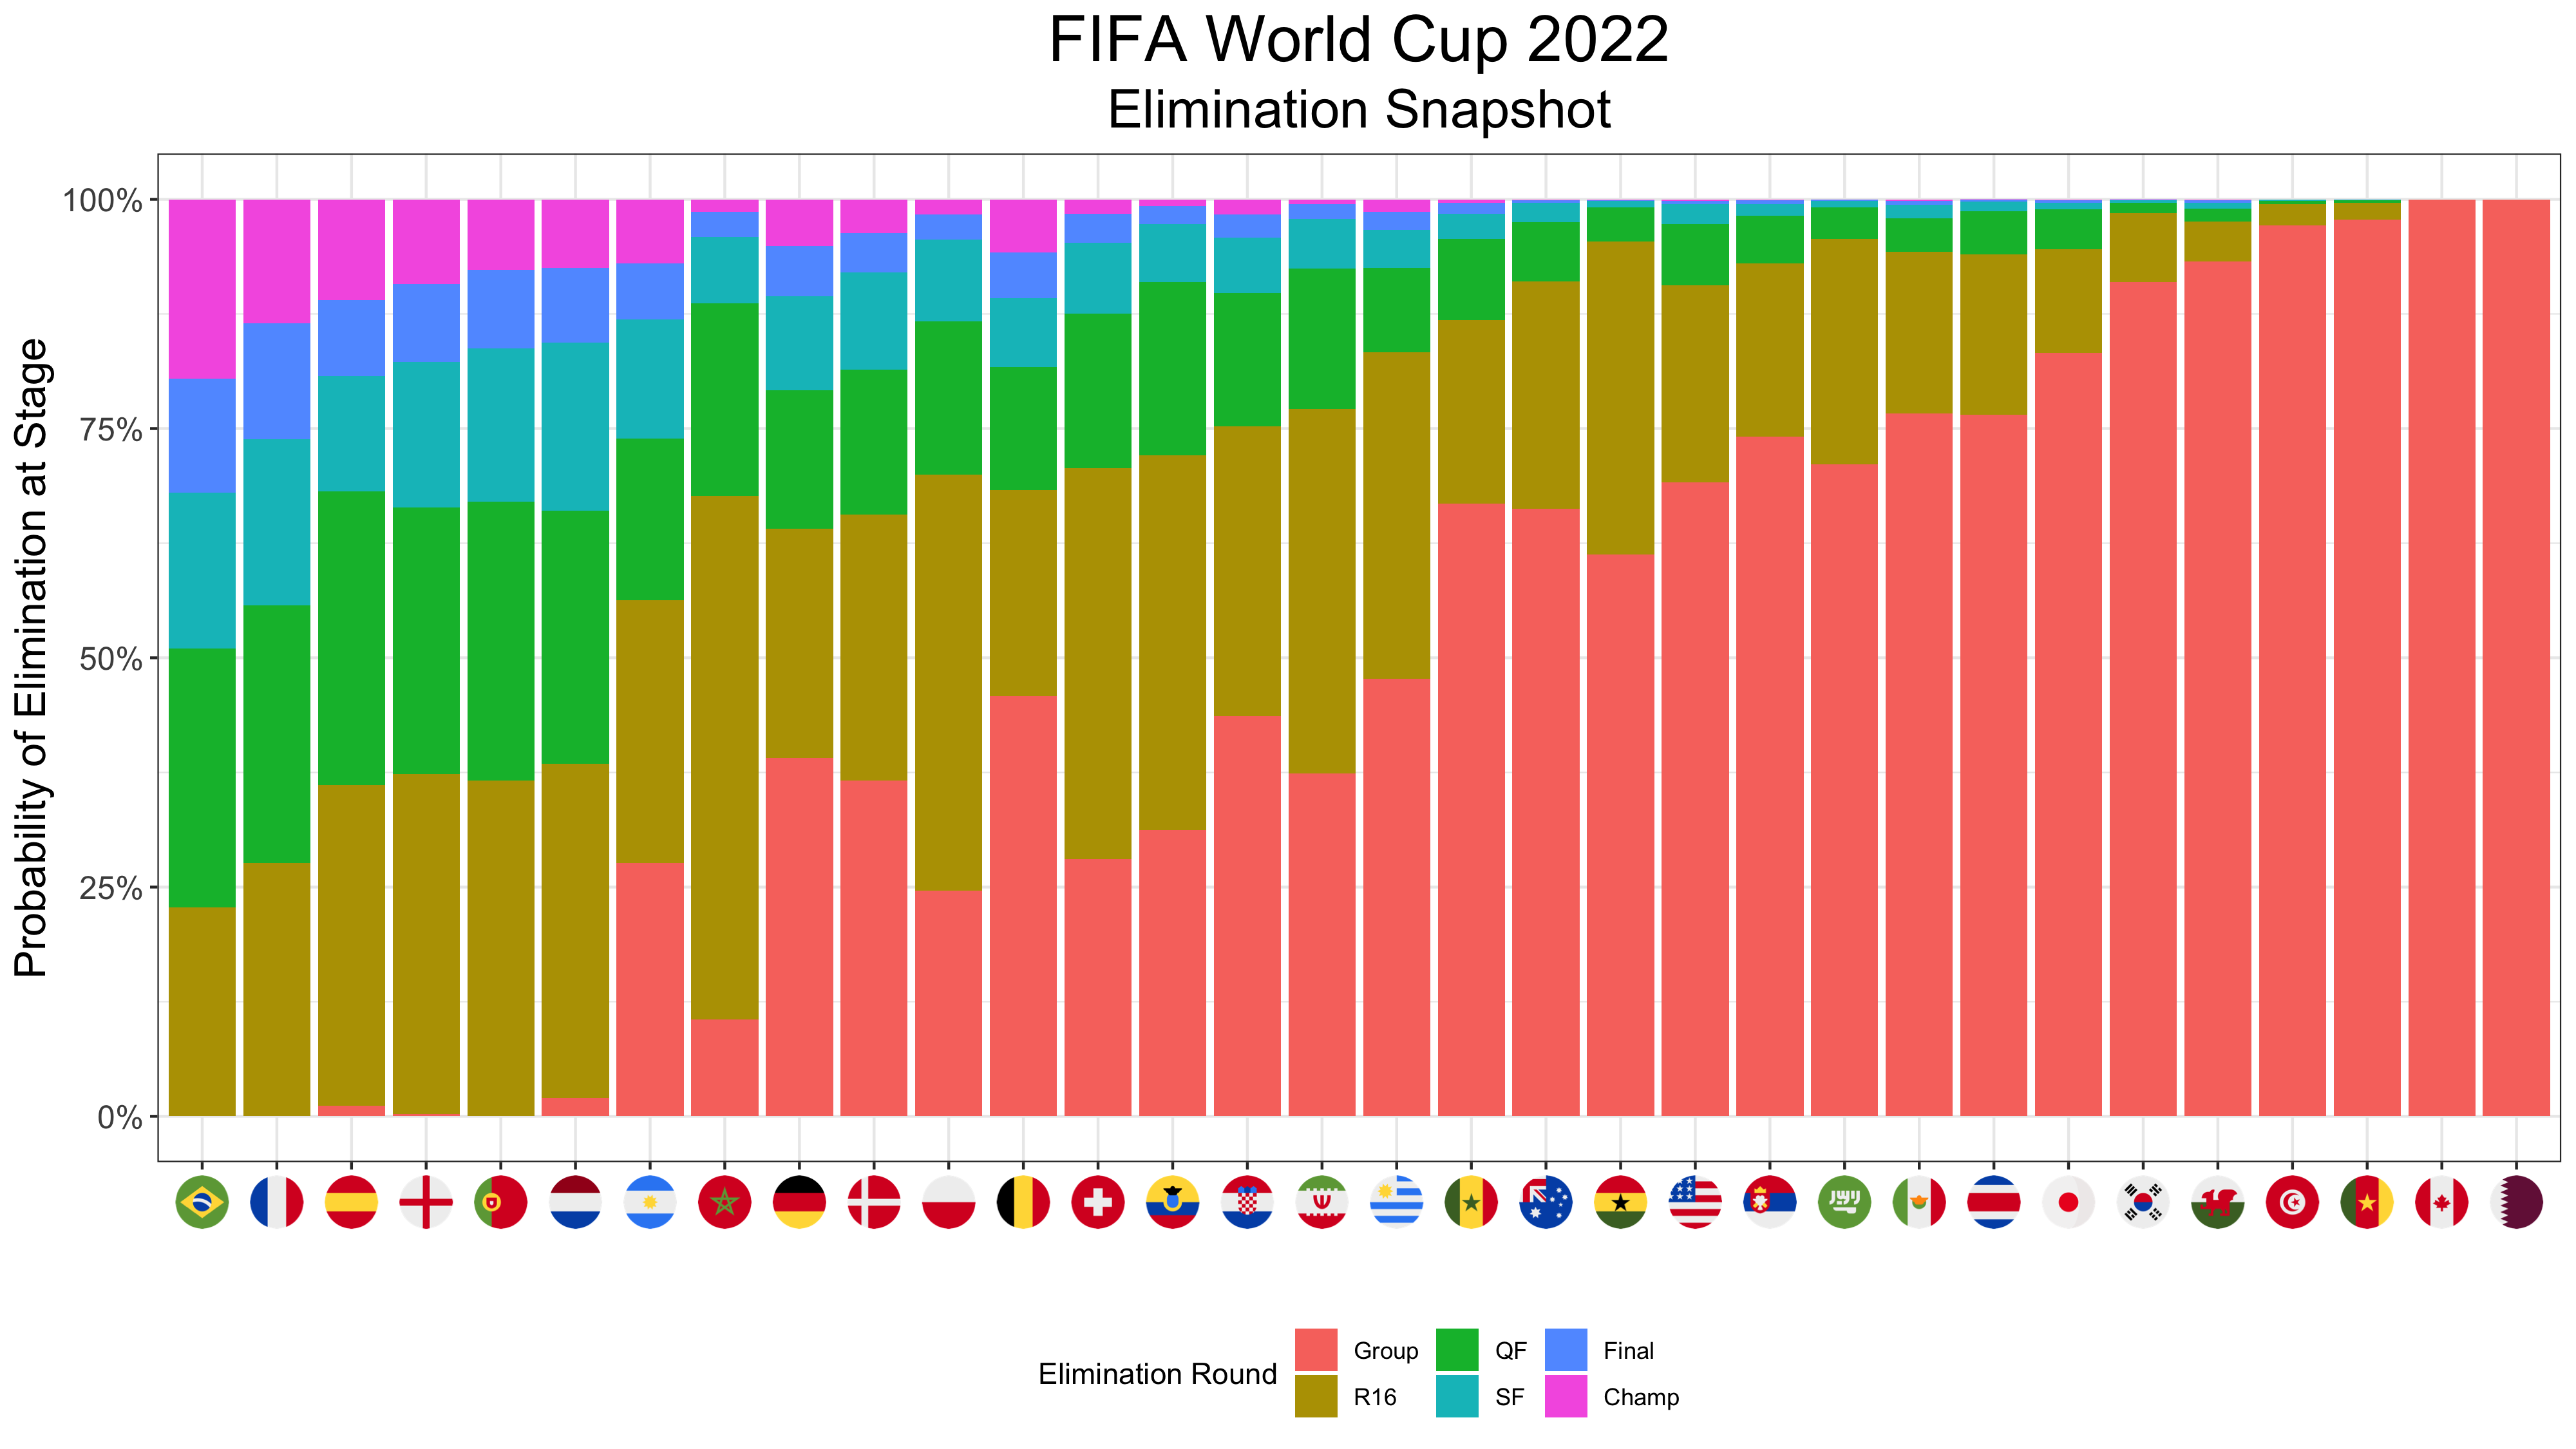 FIFA World Cup 2022
Elimination Snapshot
Probability of Elimination at Stage
100%
75%
50%
25%
0%
Elimination Round
Group
QF
Final
R16
SF
Champ